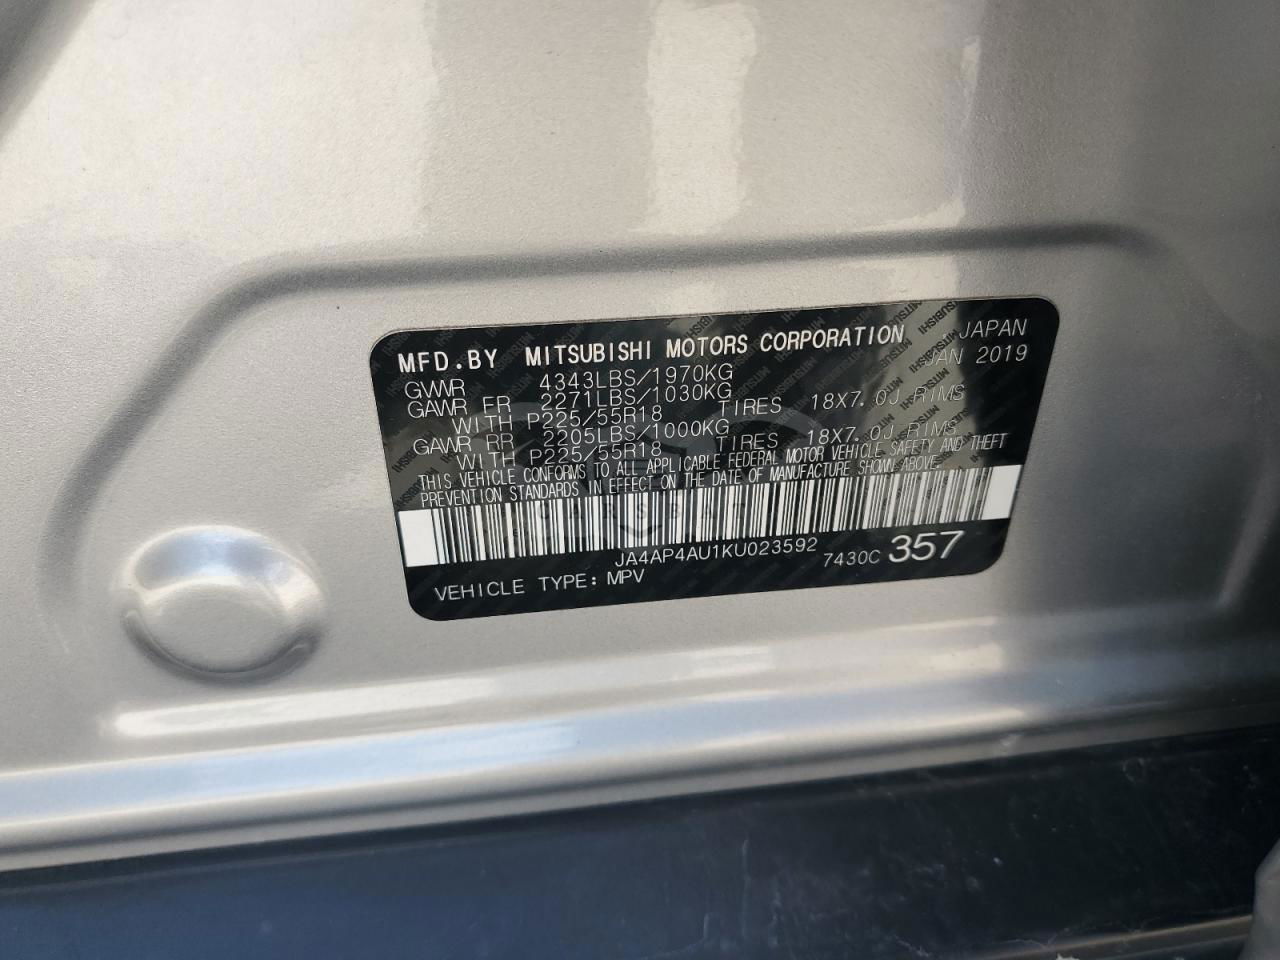 MFD.BY MITSUBISHI MOTORS CORPORATION JAPAN
GVWR 4343LBS/1970KG JAN 2019
GAWR FR 2271LBS/1030KG
WITH P225/55R18 TIRES 18X7.0J RIMS
GAWR RR 2205LBS/1000KG
WITH P225/55R18 TIRES 18X7.0J RIMS
THIS VEHICLE CONFORMS TO ALL APPLICABLE FEDERAL MOTOR VEHICLE SAFETY AND THEFT
PREVENTION STANDARDS IN EFFECT ON THE DATE OF MANUFACTURE SHOWN ABOVE.
JA4AP4AU1KU023592 7430C 357
VEHICLE TYPE: MPV